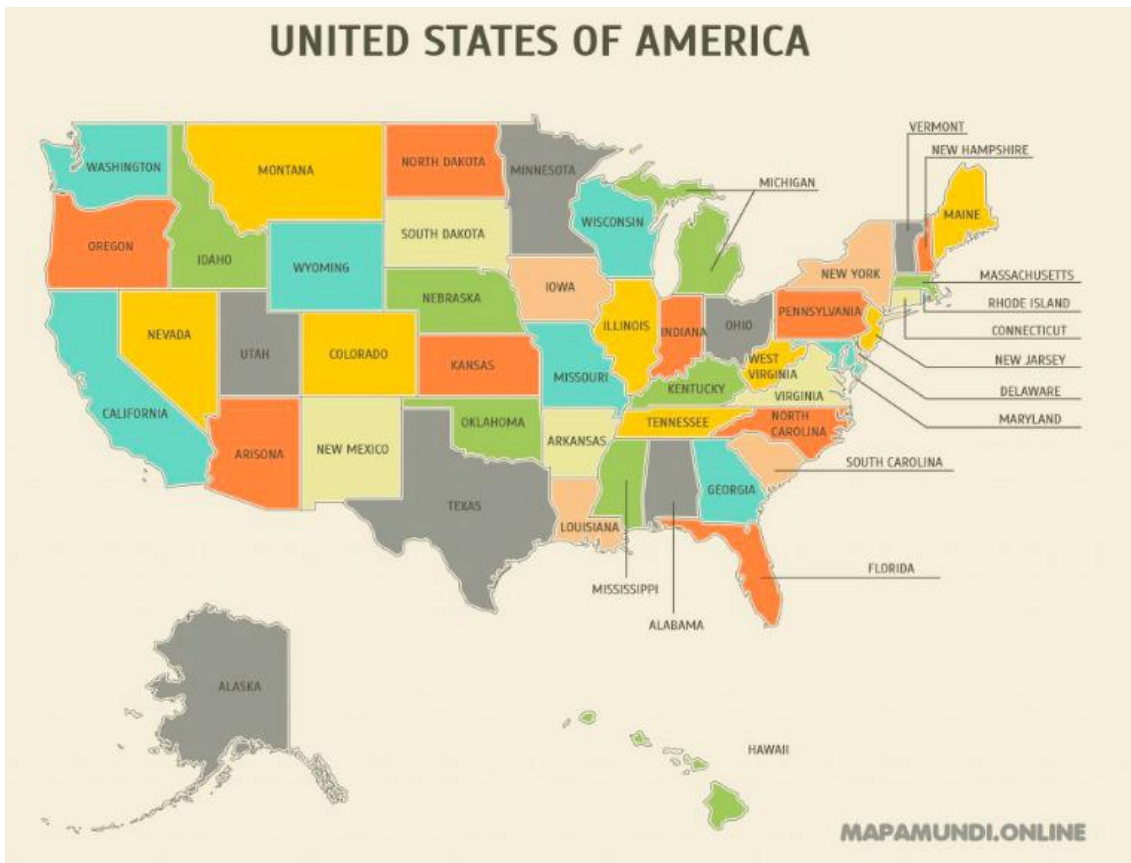 UNITED STATES OF AMERICA
VERMONT
NEW HAMPSHIRE
WASHINGTON
MONTANA
NORTH DAKOTA
MINNESOTA
MICHIGAN
MAINE
WISCONSIN
OREGON
SOUTH DAKOTA
IDAHO
WYOMING
NEW YORK
MASSACHUSETTS
IOWA
NEBRASKA
RHODE ISLAND
PENNSYLVANIA
ILLINOIS
INDIANA
OHIO
CONNECTICUT
NEVADA
UTAH
COLORADO
KANSAS
WEST
VIRGINIA
NEW JARSEY
MISSOURI
KENTUCKY
VIRGINIA
DELAWARE
CALIFORNIA
OKLAHOMA
TENNESSEE
NORTH
CAROLINA
MARYLAND
ARISONA
NEW MEXICO
ARKANSAS
SOUTH CAROLINA
TEXAS
GEORGIA
LOUISIANA
FLORIDA
MISSISSIPPI
ALABAMA
ALASKA
HAWAII
MAPAMUNDI.ONLINE